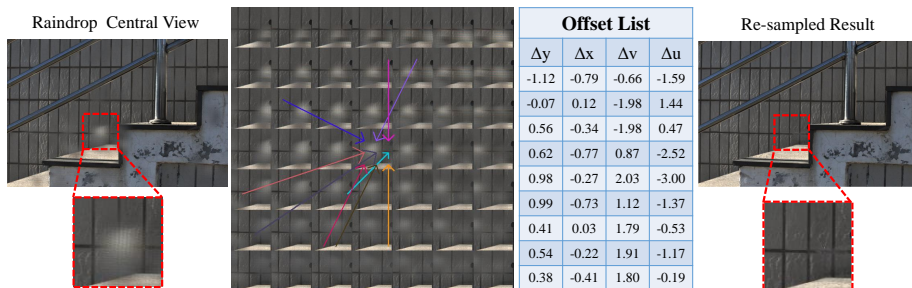 Raindrop Central View
Offset List
Re-sampled Result
Δy Δx Δv Δu
-1.12 -0.79 -0.66 -1.59
-0.07 0.12 -1.98 1.44
0.56 -0.34 -1.98 0.47
0.62 -0.77 0.87 -2.52
0.98 -0.27 2.03 -3.00
0.99 -0.73 1.12 -1.37
0.41 0.03 1.79 -0.53
0.54 -0.22 1.91 -1.17
0.38 -0.41 1.80 -0.19